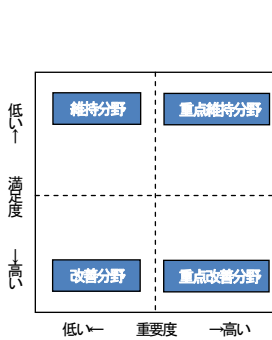 維持分野
重点維持分野
低い←
満足度
→高い
改善分野
重点改善分野
低い←
重要度
→高い